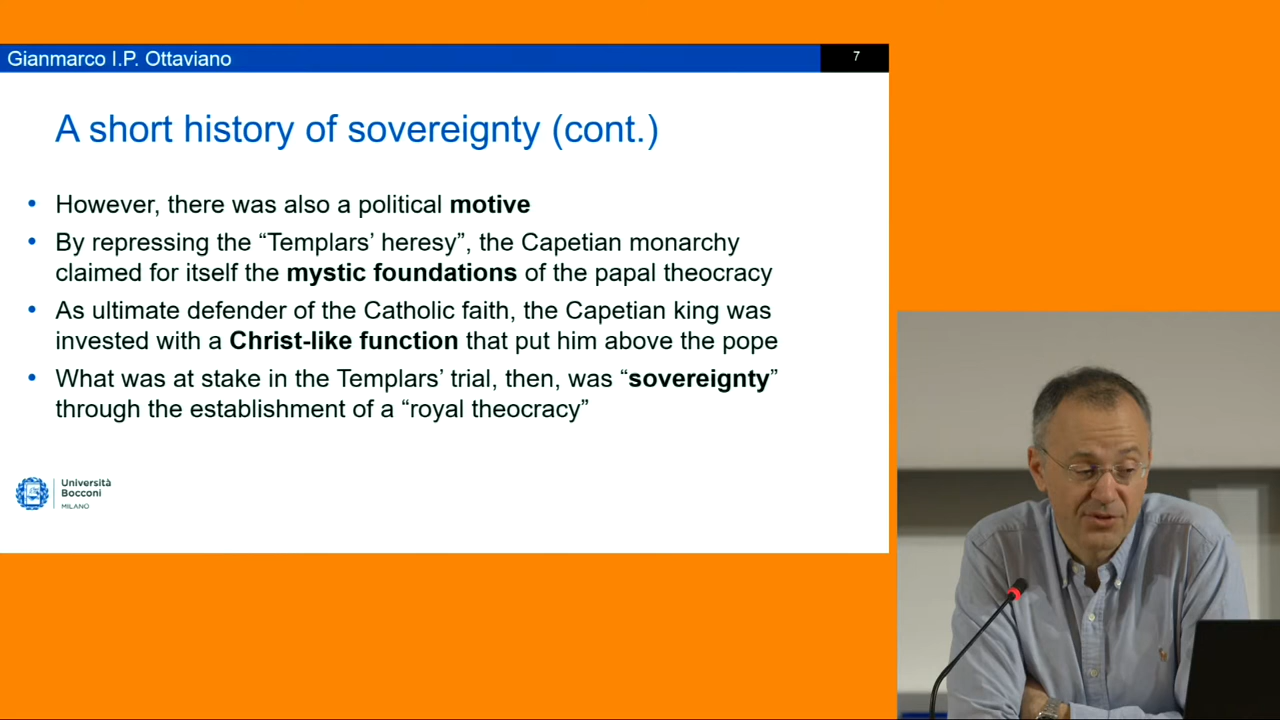 Gianmarco I.P. Ottaviano
7
A short history of sovereignty (cont.)
• However, there was also a political motive
• By repressing the “Templars’ heresy”, the Capetian monarchy
claimed for itself the mystic foundations of the papal theocracy
• As ultimate defender of the Catholic faith, the Capetian king was
invested with a Christ-like function that put him above the pope
• What was at stake in the Templars’ trial, then, was “sovereignty”
through the establishment of a “royal theocracy”
Università
Bocconi
MILANO